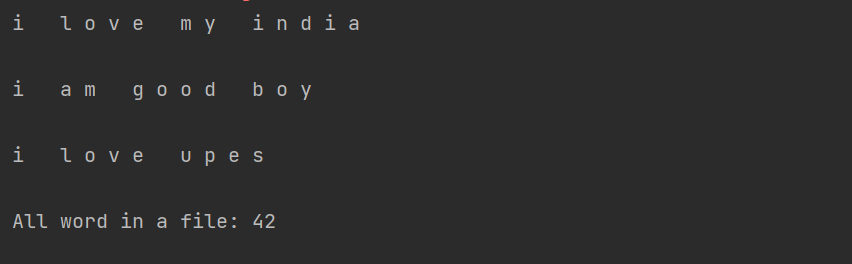 i   l o v e   m y   i n d i a
i   a m   g o o d   b o y
i   l o v e   u p e s
All word in a file: 42